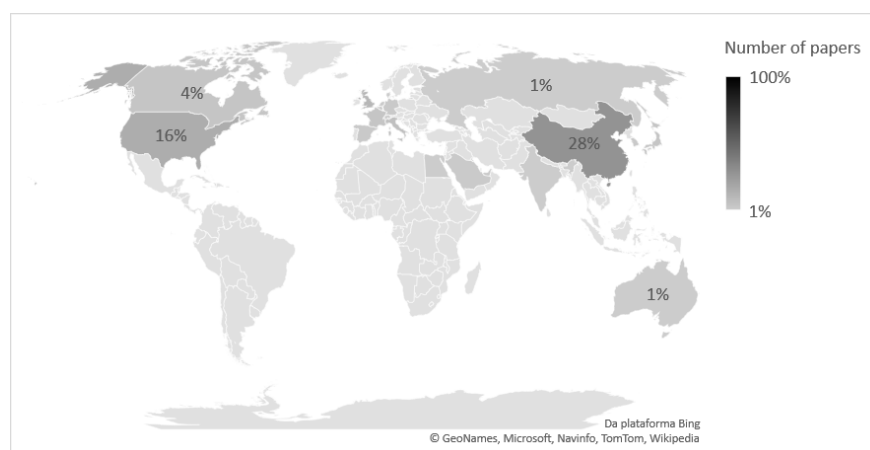 Number of papers
100%
1%
4%
1%
16%
28%
1%
Da plataforma Bing
© GeoNames, Microsoft, Navinfo, TomTom, Wikipedia